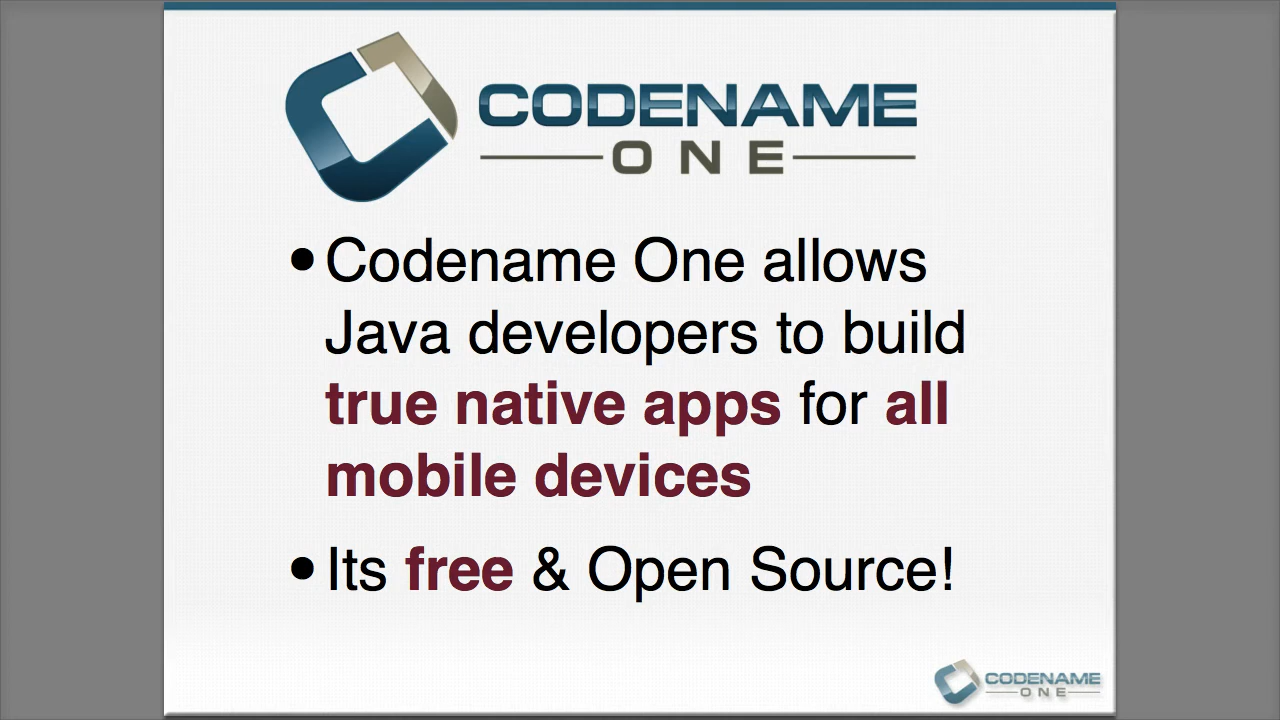 CODENAME
ONE
•Codename One allows
Java developers to build
true native apps for all
mobile devices
•Its free & Open Source!
CODENAME
ONE